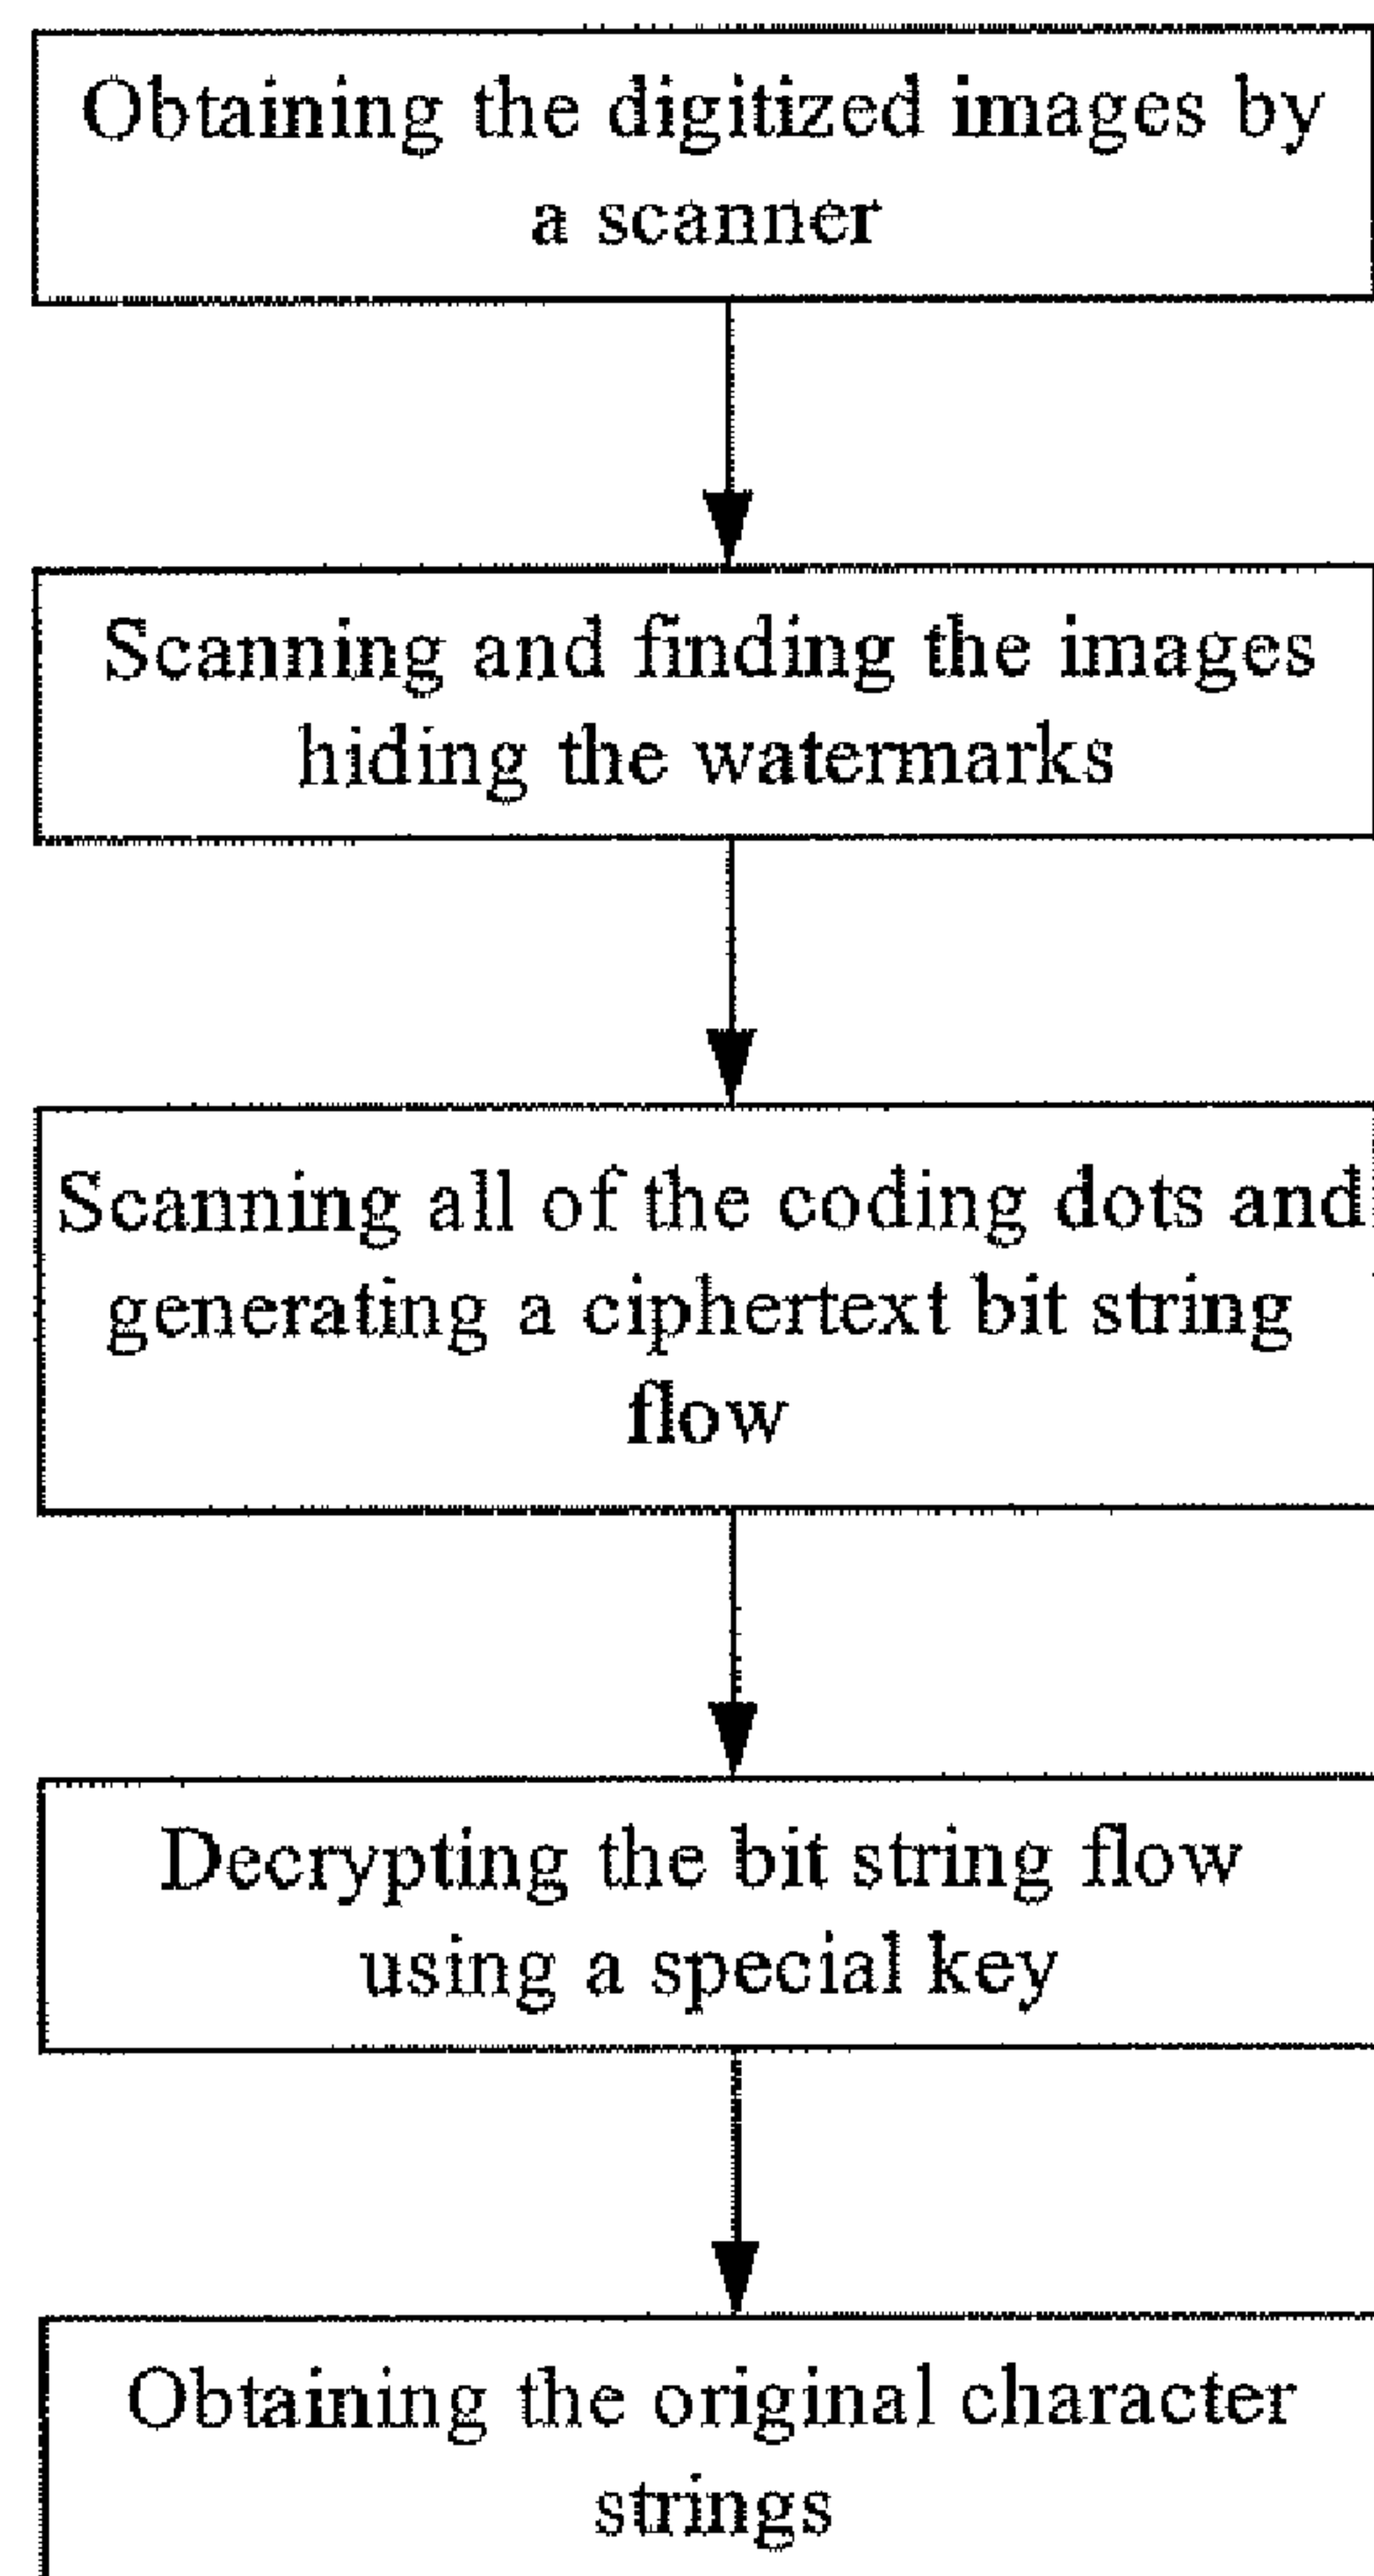 Obtaining the digitized images by
a scanner
Scanning and finding the images
hiding the watermarks
Scanning all of the coding dots and
generating a ciphertext bit string
flow
Decrypting the bit string flow
using a special key
Obtaining the original character
strings